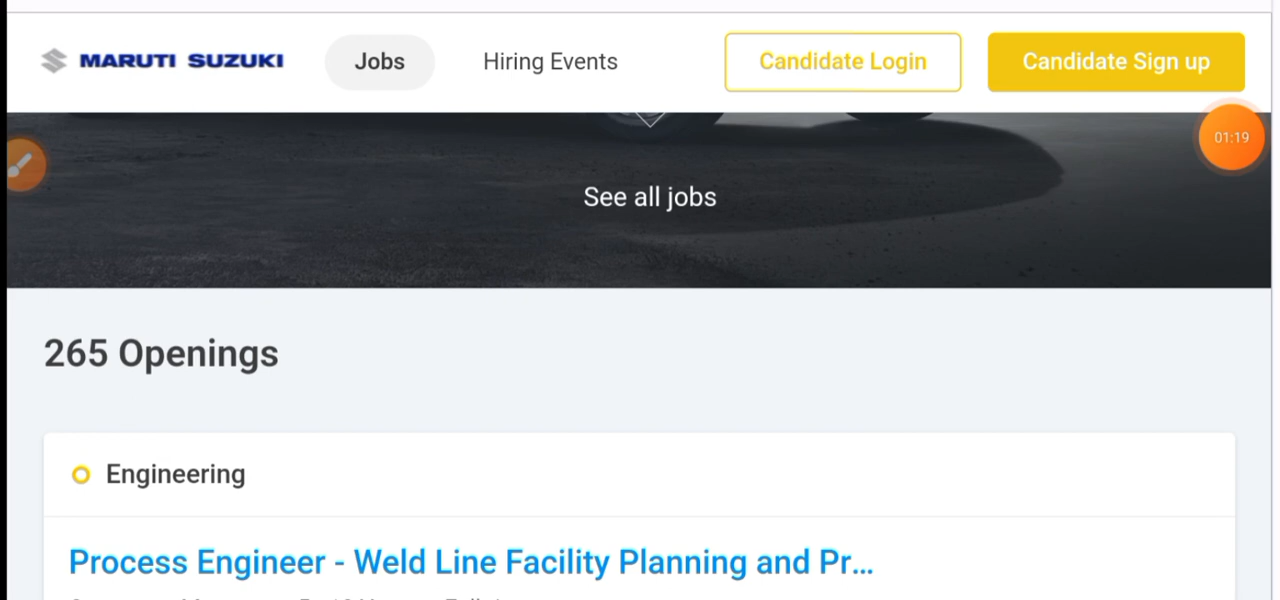 MARUTI SUZUKI
Jobs
Hiring Events
Candidate Login
Candidate Sign up
01:19
See all jobs
265 Openings
Engineering
Process Engineer - Weld Line Facility Planning and Pr...